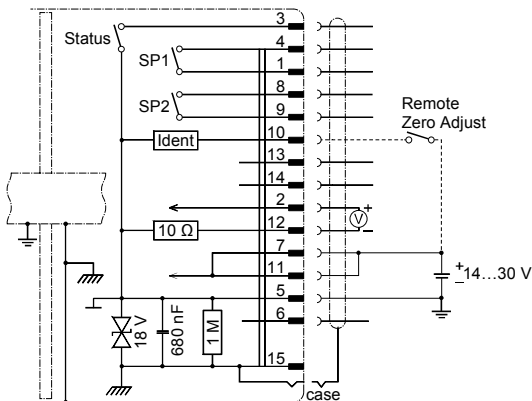 Status
3
4
SP1
1
8
SP2
9
Remote
Zero Adjust
Ident
10
13
14
2
+
V
–
10 Ω
12
7
11
+
–
14...30 V
5
18 V
680 nF
1 M
6
15
case